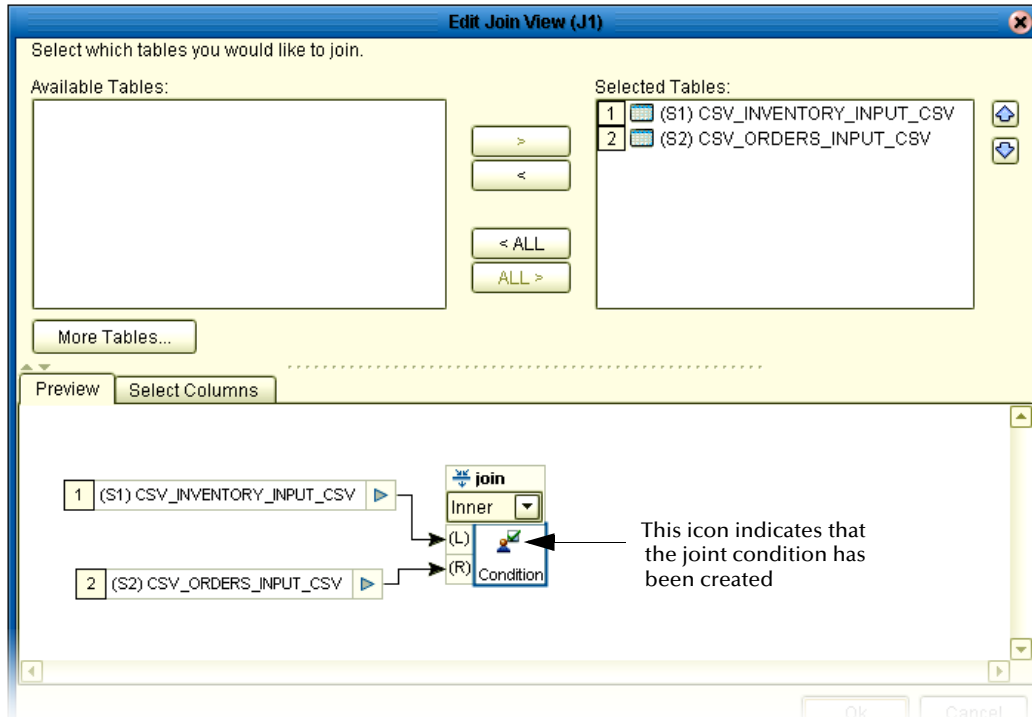 Edit Join View (J1)
Select which tables you would like to join.
Available Tables:
Selected Tables:
1 (S1) CSV_INVENTORY_INPUT_CSV
2 (S2) CSV_ORDERS_INPUT_CSV
>
<
< ALL
ALL >
More Tables...
Preview
Select Columns
join
1 (S1) CSV_INVENTORY_INPUT_CSV
Inner
(L)
(R)
Condition
2 (S2) CSV_ORDERS_INPUT_CSV
This icon indicates that
the joint condition has
been created
Ok
Cancel